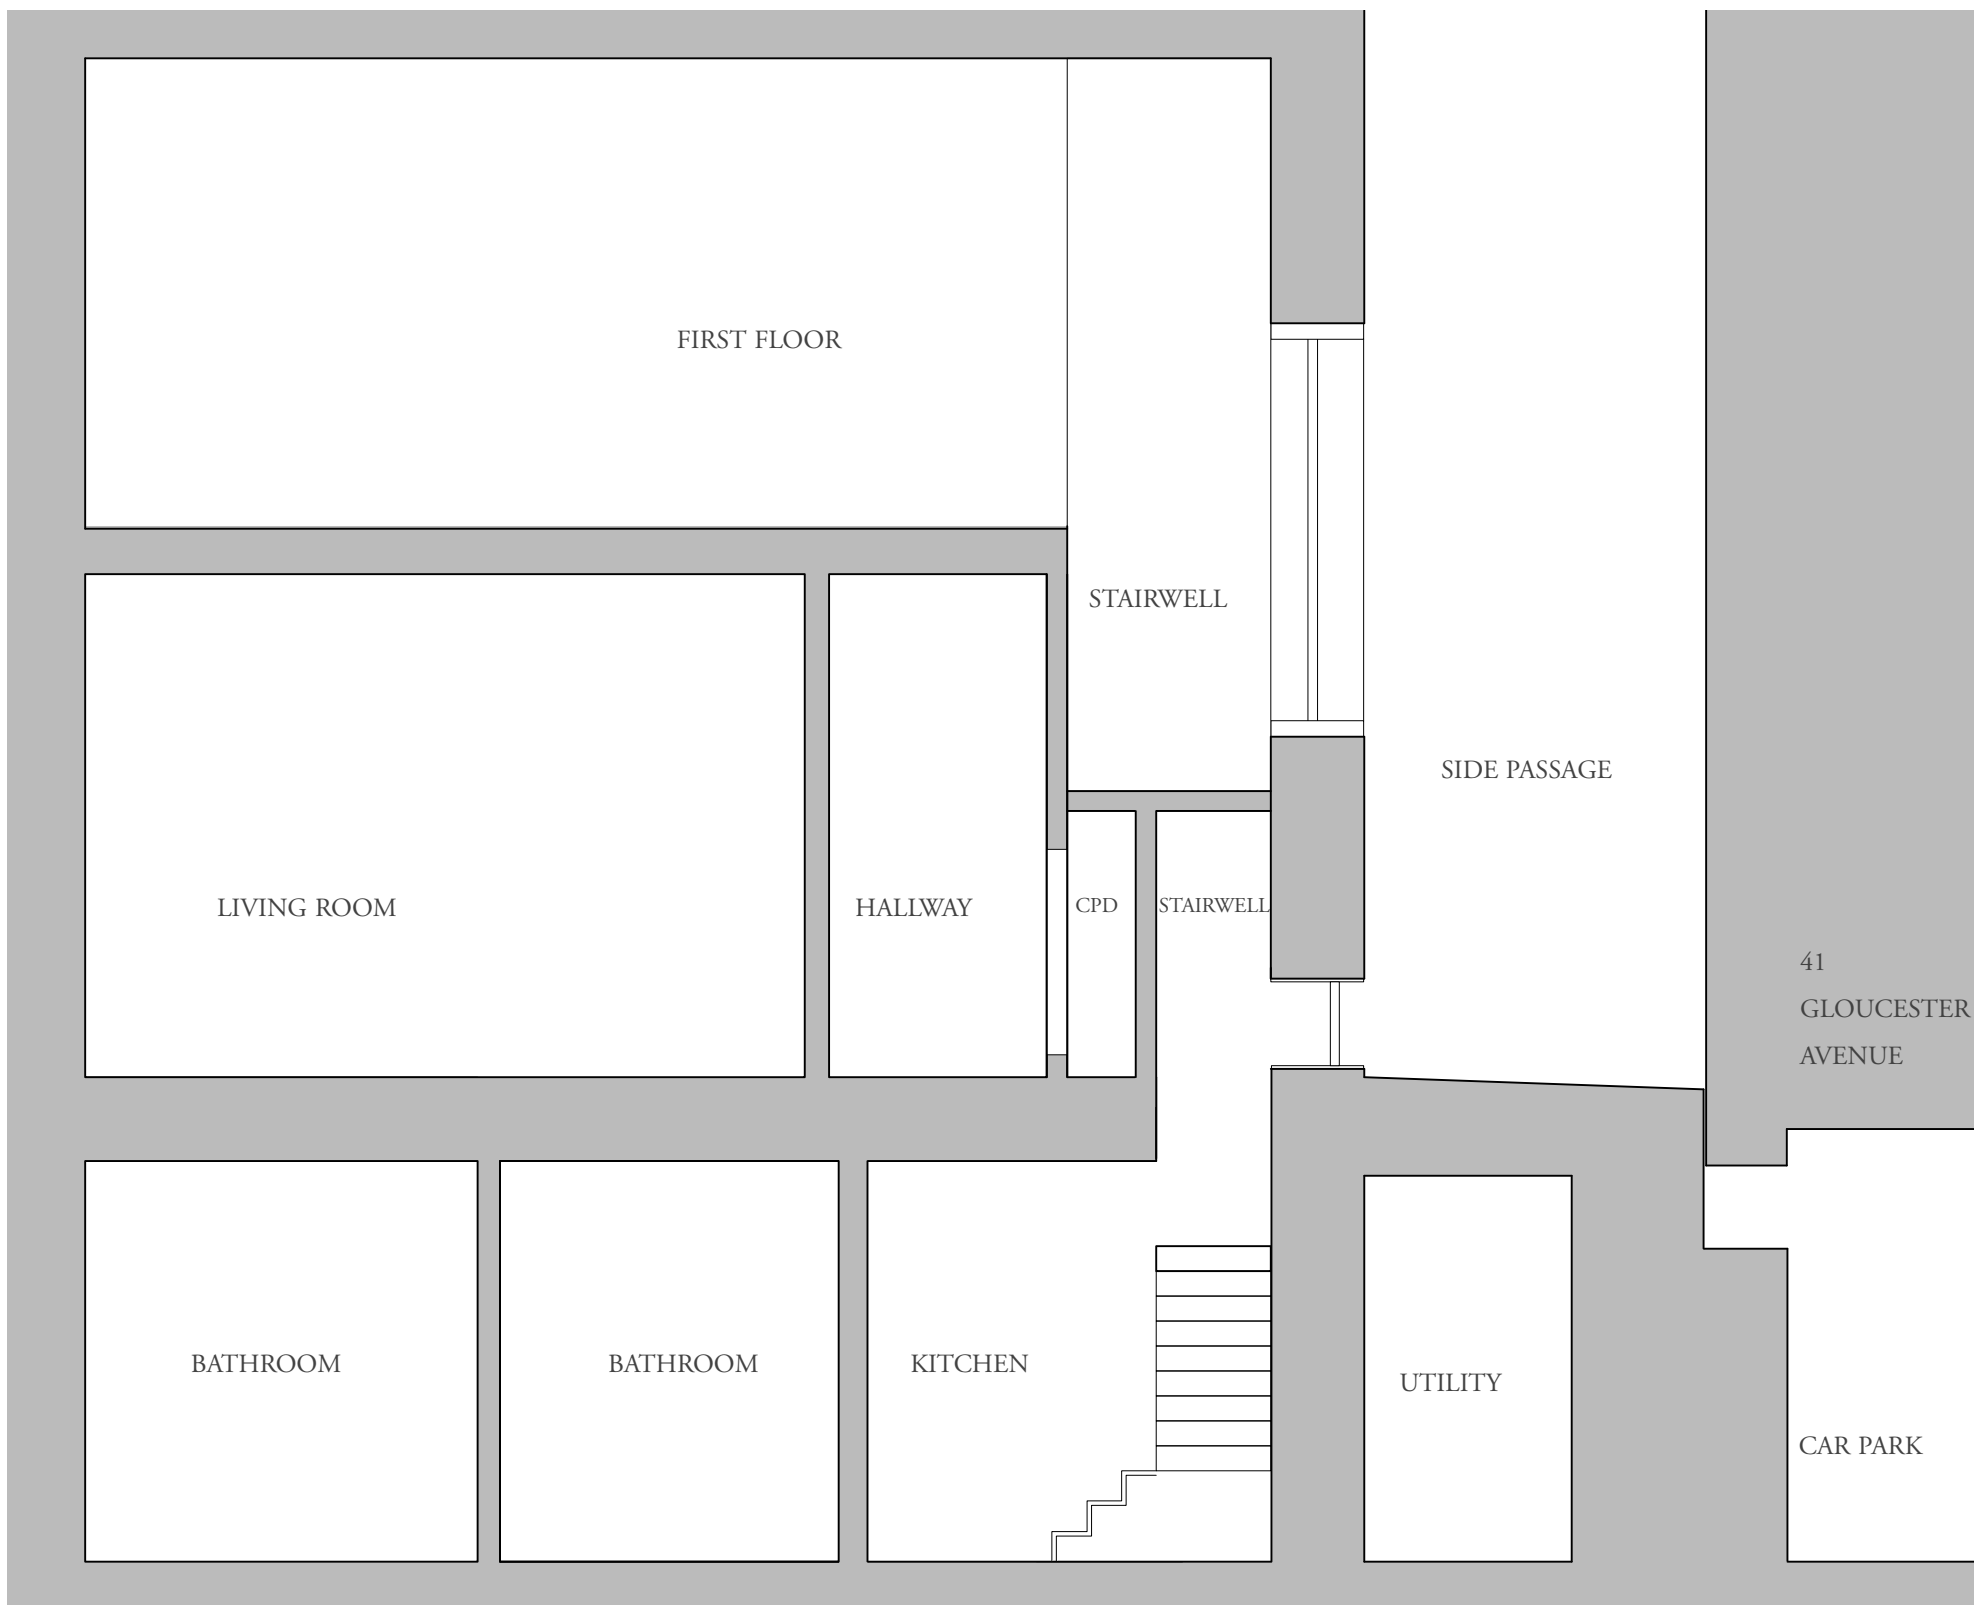 FIRST FLOOR
STAIRWELL
SIDE PASSAGE
LIVING ROOM
HALLWAY
CPD
STAIRWELL
41
GLOUCESTER
AVENUE
BATHROOM
BATHROOM
KITCHEN
UTILITY
CAR PARK